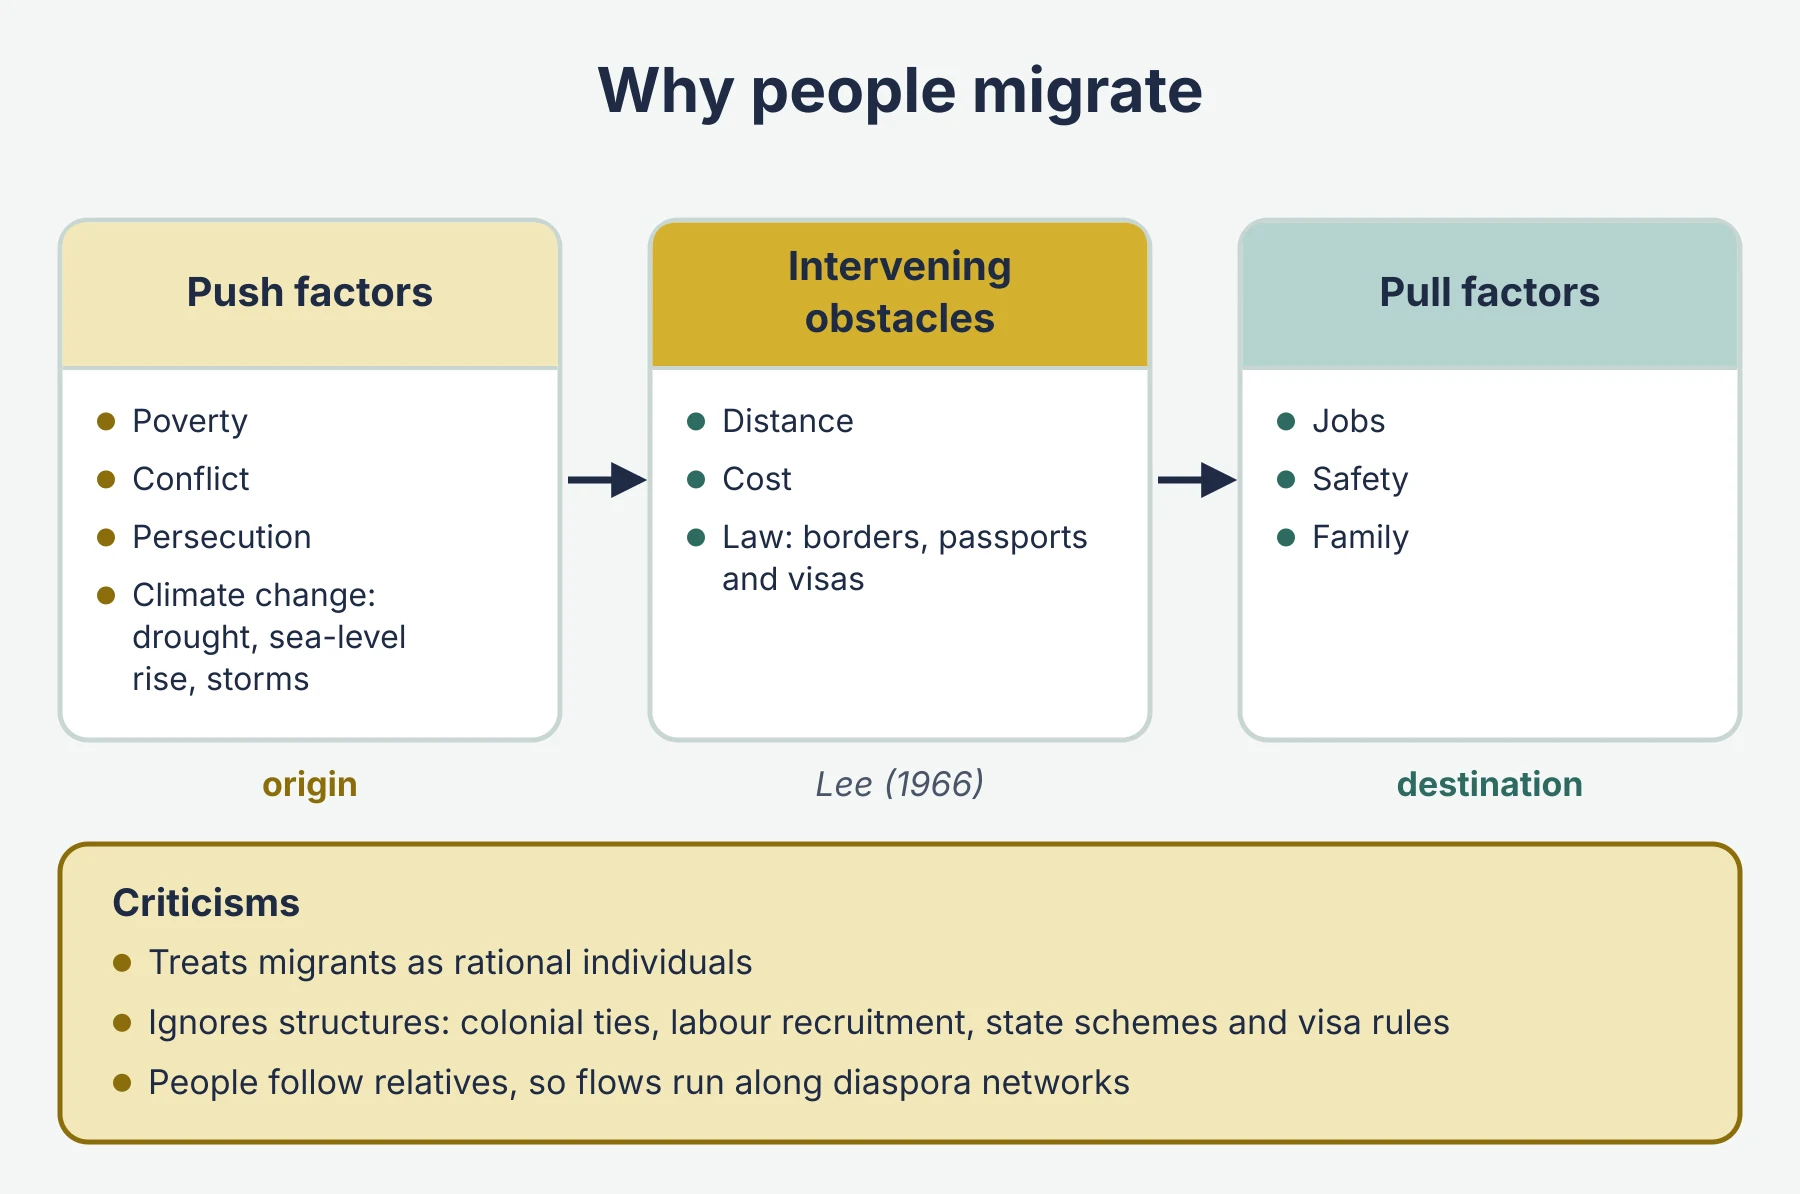 Why people migrate
Push factors
Poverty
Conflict
Persecution
Climate change:
drought, sea-level
rise, storms
origin
Intervening
obstacles
Distance
Cost
Law: borders, passports
and visas
Lee (1966)
Pull factors
Jobs
Safety
Family
destination
Criticisms
Treats migrants as rational individuals
Ignores structures: colonial ties, labour recruitment, state schemes and visa rules
People follow relatives, so flows run along diaspora networks